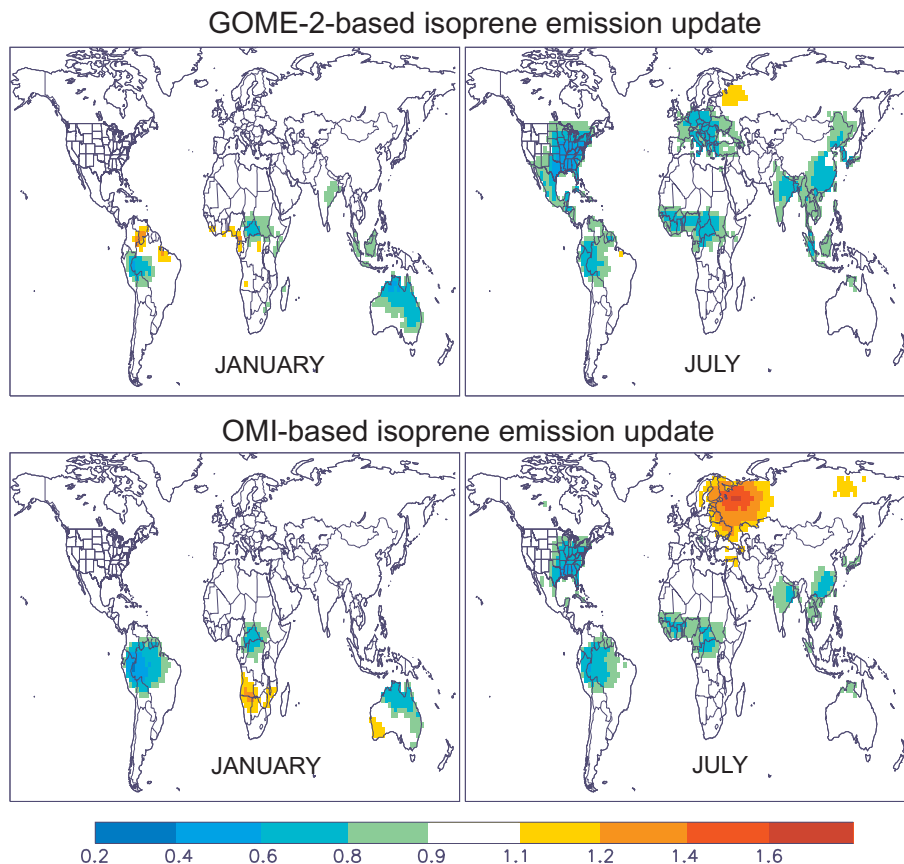 GOME-2-based isoprene emission update
JANUARY
JULY
OMI-based isoprene emission update
JANUARY
JULY
0.2 0.4 0.6 0.8 0.9 1.1 1.2 1.4 1.6